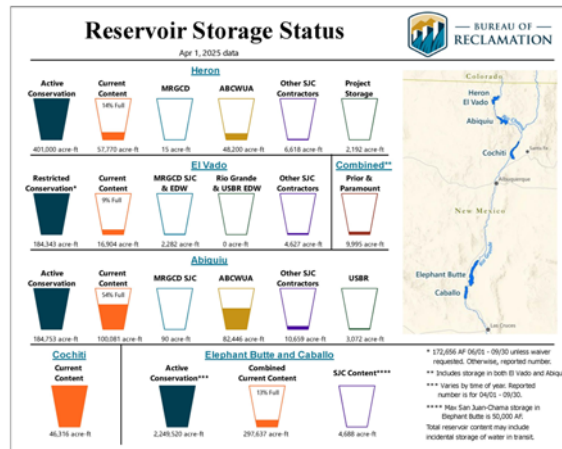 Reservoir Storage Status
Apr 1, 2025 data
BUREAU OF
RECLAMATION
Heron
Active Conservation
Current Content
MRGCD
ABCWUA
Other SJC Contractors
Project Storage
14% Full
401,000 acre-ft
57,770 acre-ft
15 acre-ft
48,200 acre-ft
6,618 acre-ft
2,192 acre-ft
El Vado
Combined**
Restricted Conservation*
Current Content
MRGCD SJC & EDW
Rio Grande & USBR EDW
Other SJC Contractors
Prior & Paramount
9% Full
184,343 acre-ft
16,904 acre-ft
2,282 acre-ft
0 acre-ft
4,627 acre-ft
9,995 acre-ft
Abiquiu
Active Conservation
Current Content
MRGCD SJC
ABCWUA
Other SJC Contractors
USBR
54% Full
184,753 acre-ft
100,081 acre-ft
90 acre-ft
82,446 acre-ft
10,659 acre-ft
3,072 acre-ft
Cochiti
Current Content
46,316 acre-ft
Elephant Butte and Caballo
Active Conservation***
Combined Current Content
SJC Content****
13% Full
2,249,520 acre-ft
297,637 acre-ft
4,688 acre-ft
Colorado
Heron
El Vado
Abiquiu
Cochiti
Santa Fe
Albuquerque
New Mexico
Elephant Butte
Caballo
Las Cruces
* 172,656 AF 06/01 - 09/30 unless waiver
requested. Otherwise, reported number.
** Includes storage in both El Vado and Abiqu
*** Varies by time of year. Reported
number is for 04/01 - 09/30.
**** Max San Juan-Chama storage in
Elephant Butte is 50,000 AF.
Total reservoir content may include
incidental storage of water in transit.